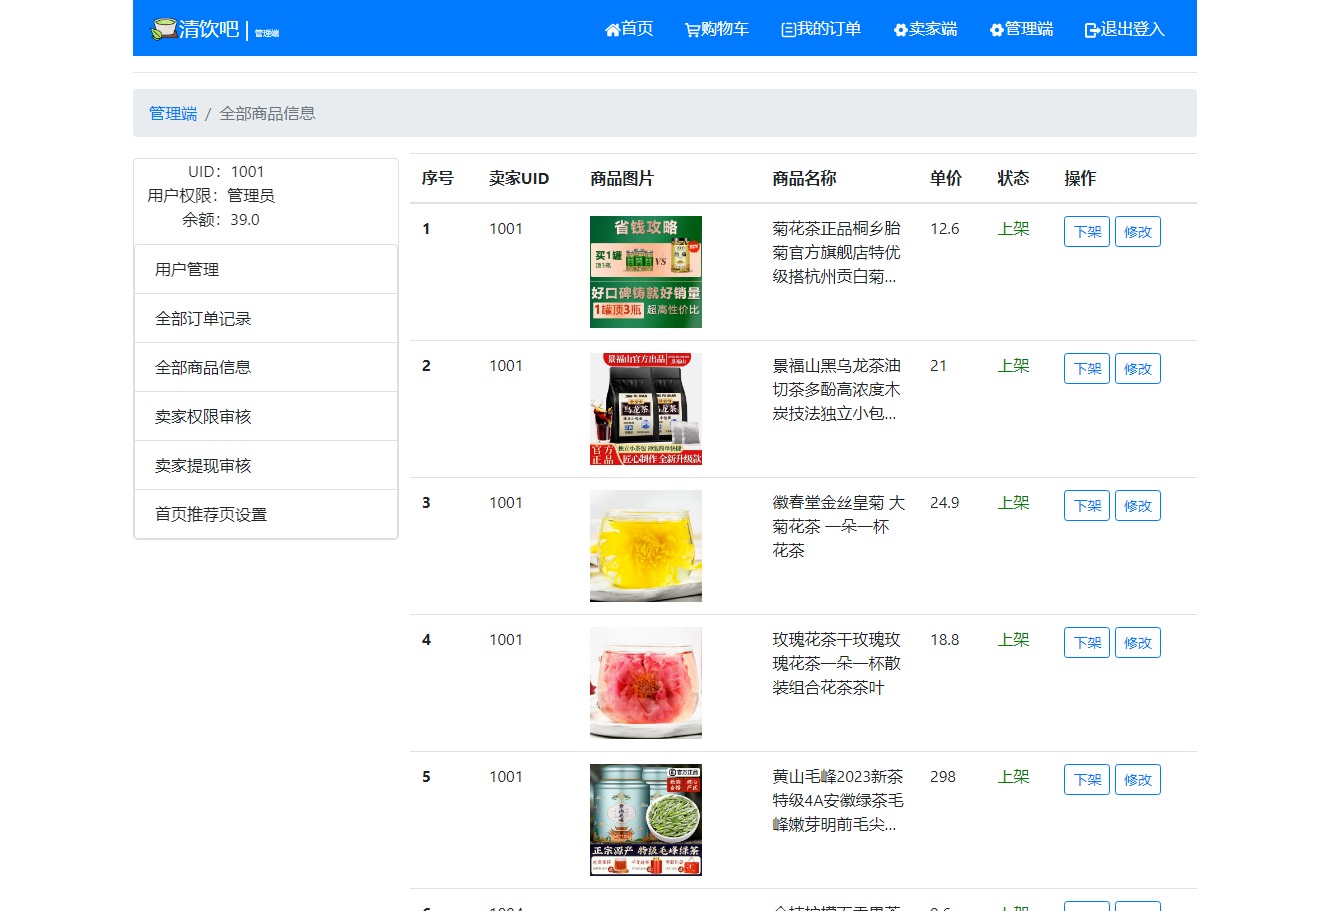 清饮吧 | 管理端
首页
购物车
我的订单
卖家端
管理端
退出登入
管理端 / 全部商品信息
UID：1001
用户权限：管理员
余额：39.0
用户管理
全部订单记录
全部商品信息
卖家权限审核
卖家提现审核
首页推荐页设置
序号 卖家UID 商品图片 商品名称 单价 状态 操作
1 1001
省钱攻略
买1罐
顶3瓶
VS
好口碑铸就好销量
1罐顶3瓶 超高性价比
菊花茶正品桐乡胎
菊官方旗舰店特优
级搭杭州贡白菊...
12.6 上架 下架 修改
2 1001
景福山官方出品
乌龙茶
官方
正品
独立小茶包 冲饮简单快捷
匠心制作 全新升级款
景福山黑乌龙茶油
切茶多酚高浓度木
炭技法独立小包...
21 上架 下架 修改
3 1001
徽春堂金丝皇菊 大
菊花茶 一朵一杯
花茶
24.9 上架 下架 修改
4 1001
玫瑰花茶干玫瑰玫
瑰花茶一朵一杯散
装组合花茶茶叶
18.8 上架 下架 修改
5 1001
官方正品
正宗源产 特级毛峰绿茶
黄山毛峰2023新茶
特级4A安徽绿茶毛
峰嫩芽明前毛尖...
298 上架 下架 修改